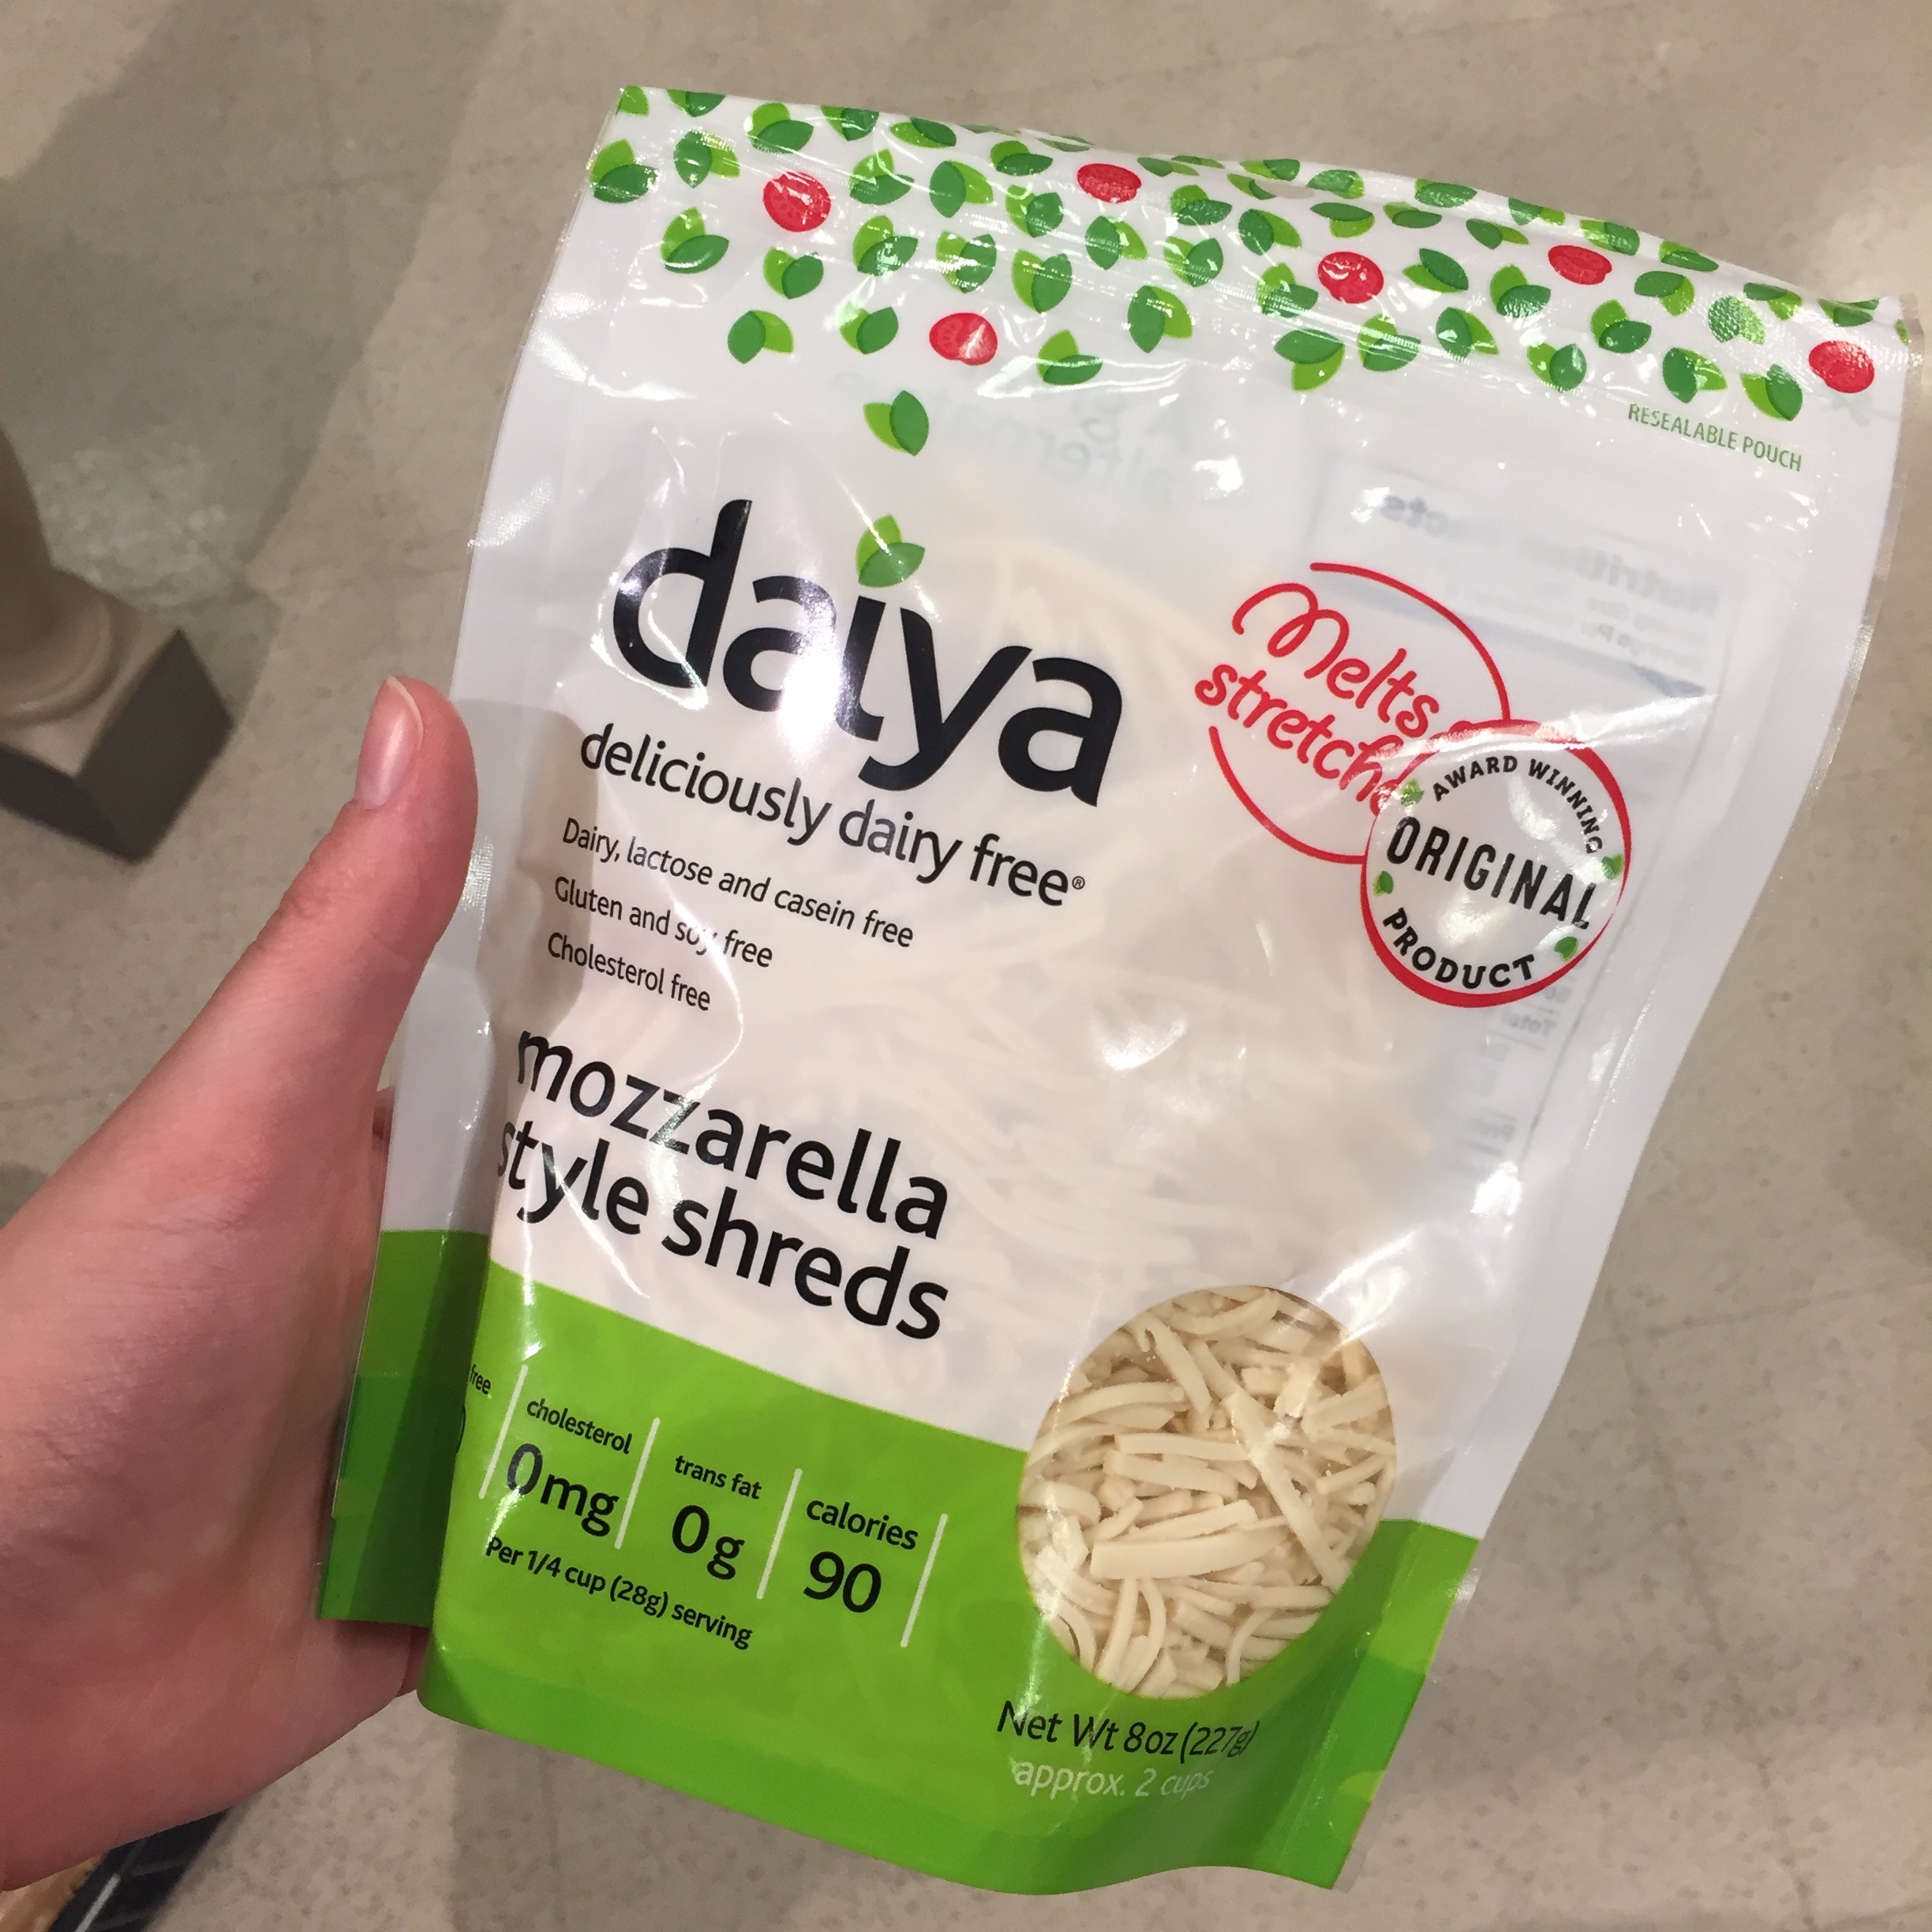 RESEALABLE POUCH
daiya
deliciously dairy free®
Dairy, lactose and casein free
Gluten and soy free
Cholesterol free
Melts
AWARD WINNING
ORIGINAL
PRODUCT
mozzarella
style shreds
free
cholesterol
0mg
trans fat
0g
calories
90
Per 1/4 cup (28g) serving
Net Wt 8oz (227g)
approx. 2 cups